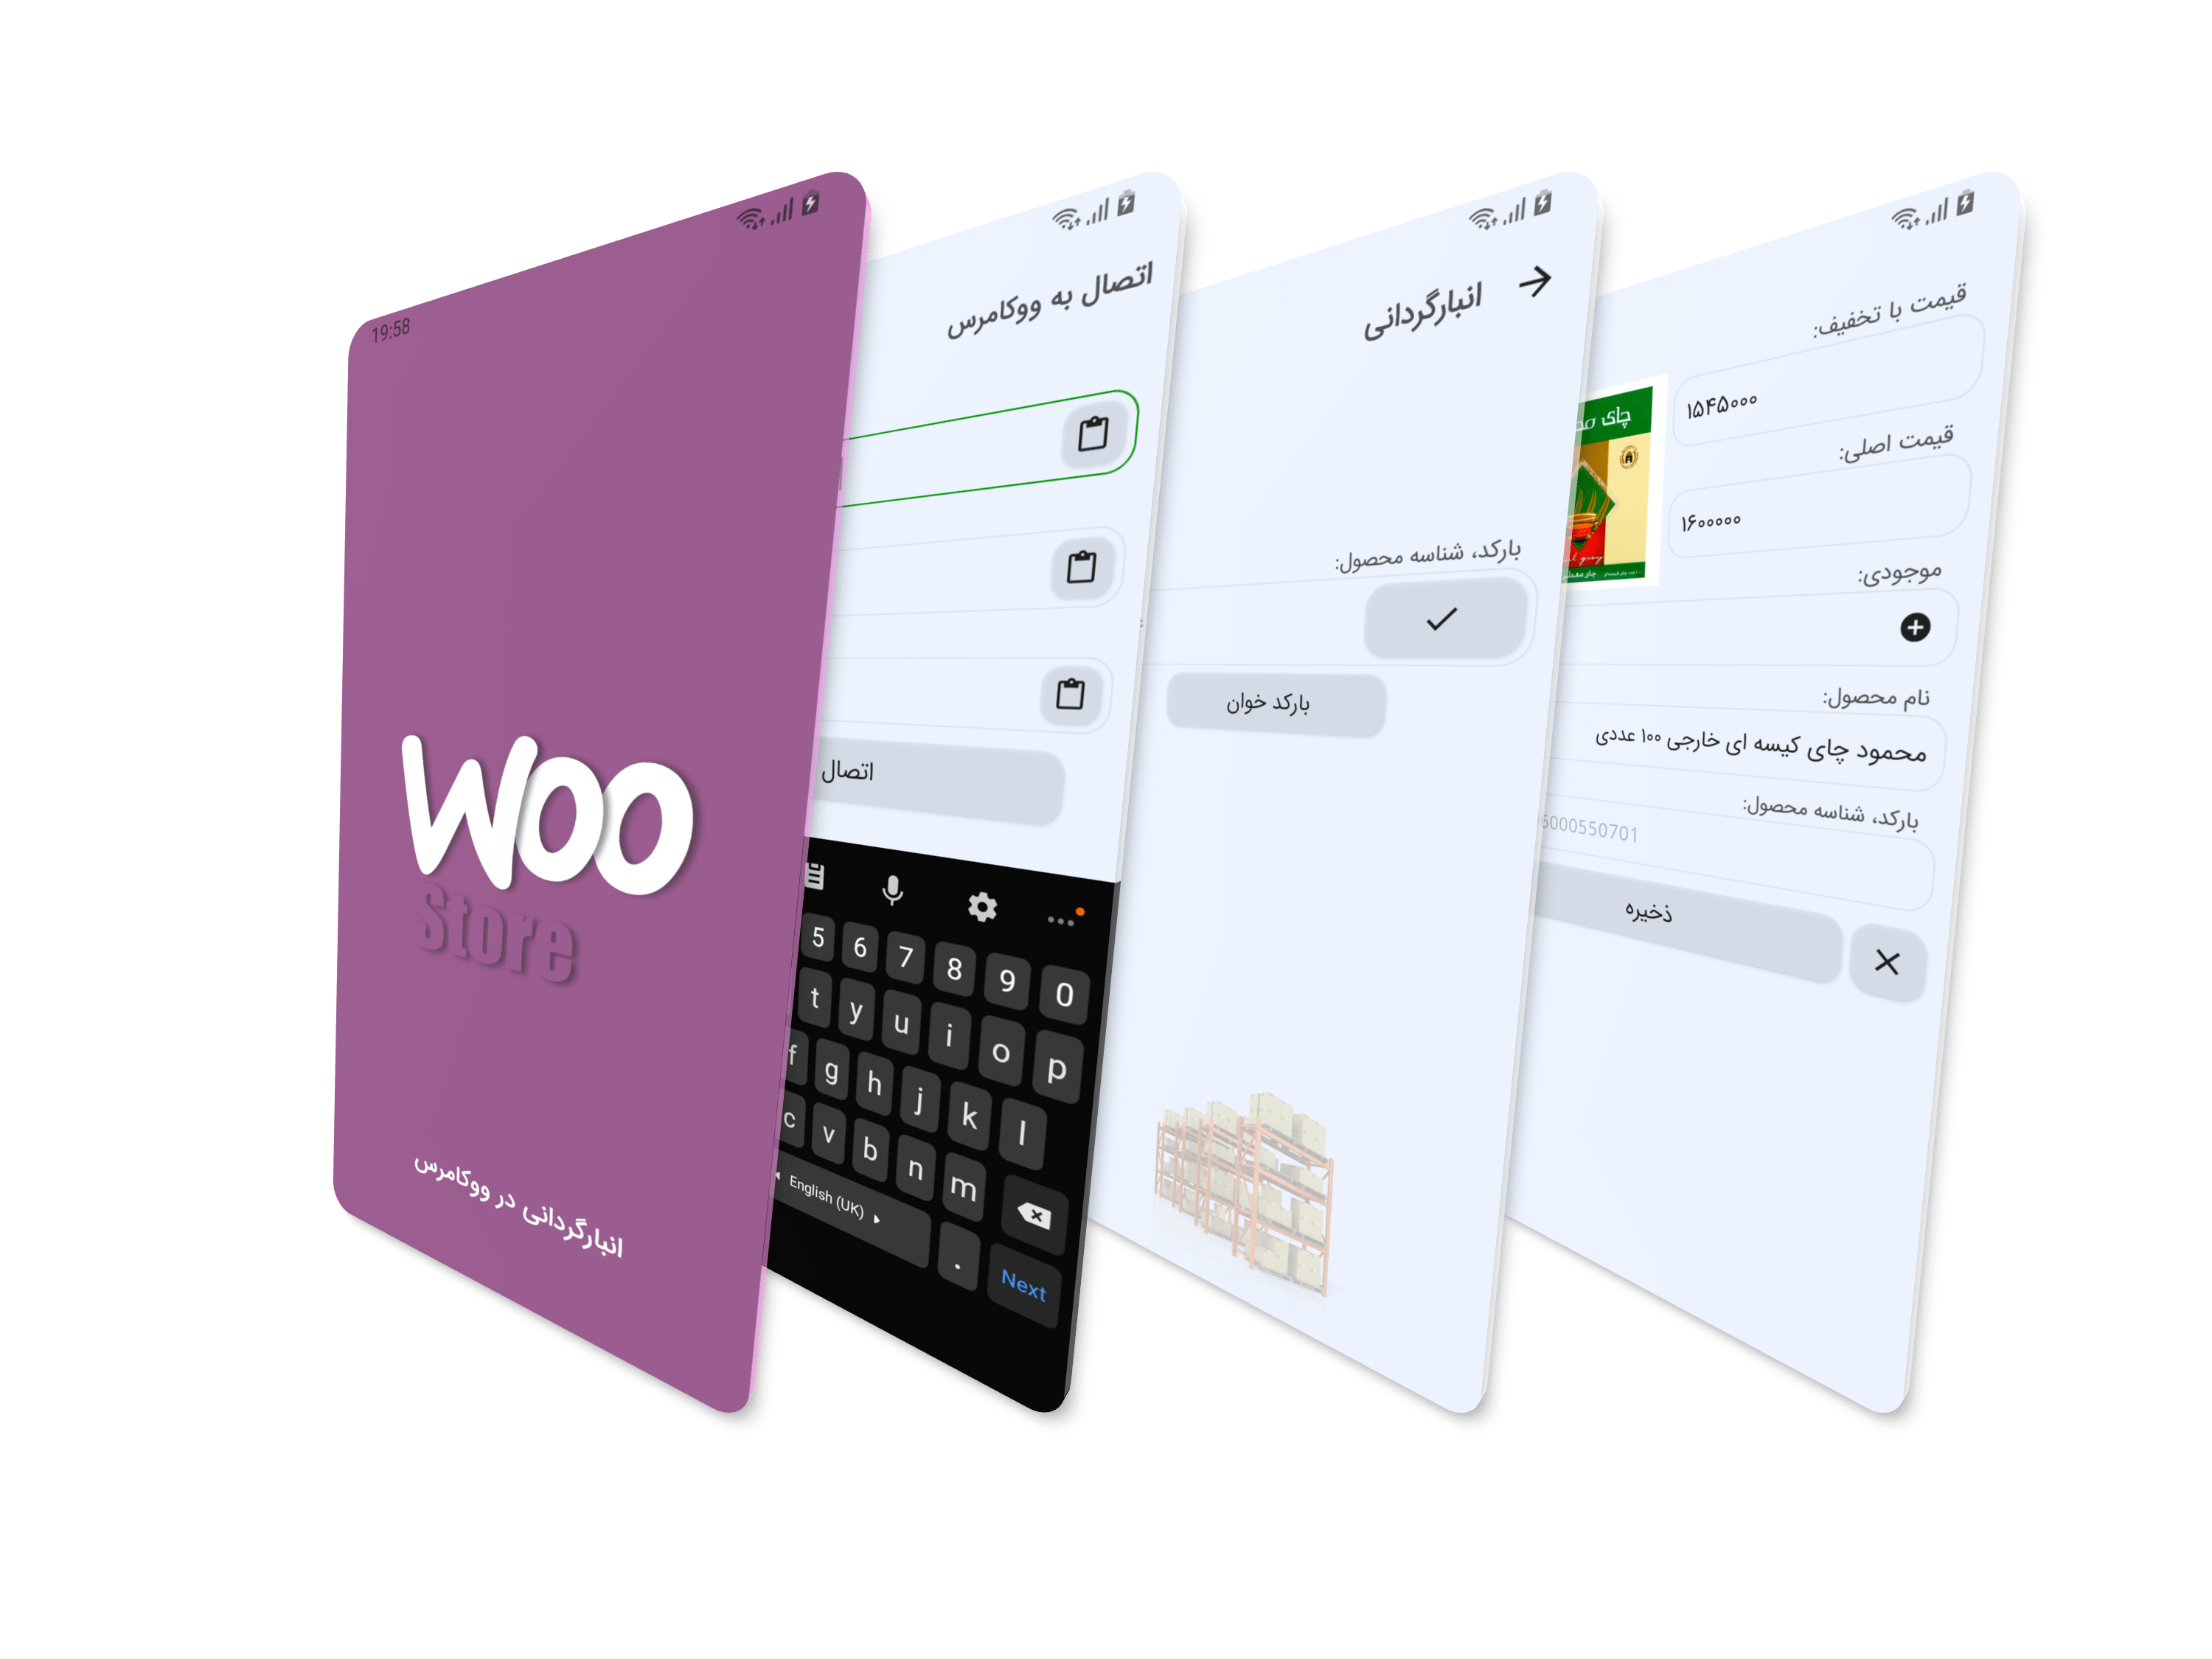 19:58
Woo
Store
انبارگردانی در ووکامرس
اتصال به ووکامرس
اتصال
5 6 7 8 9 0
t y u i o p
f g h j k l
c v b n m
English (UK)
. Next
انبارگردانی
بارکد، شناسه محصول:
بارکد خوان
قیمت با تخفیف:
۱۵۴۵۰۰۰
قیمت اصلی:
۱۶۰۰۰۰۰
چای
موجودی:
نام محصول:
محمود چای کیسه ای خارجی ۱۰۰ عددی
بارکد، شناسه محصول:
6000550701
ذخیره